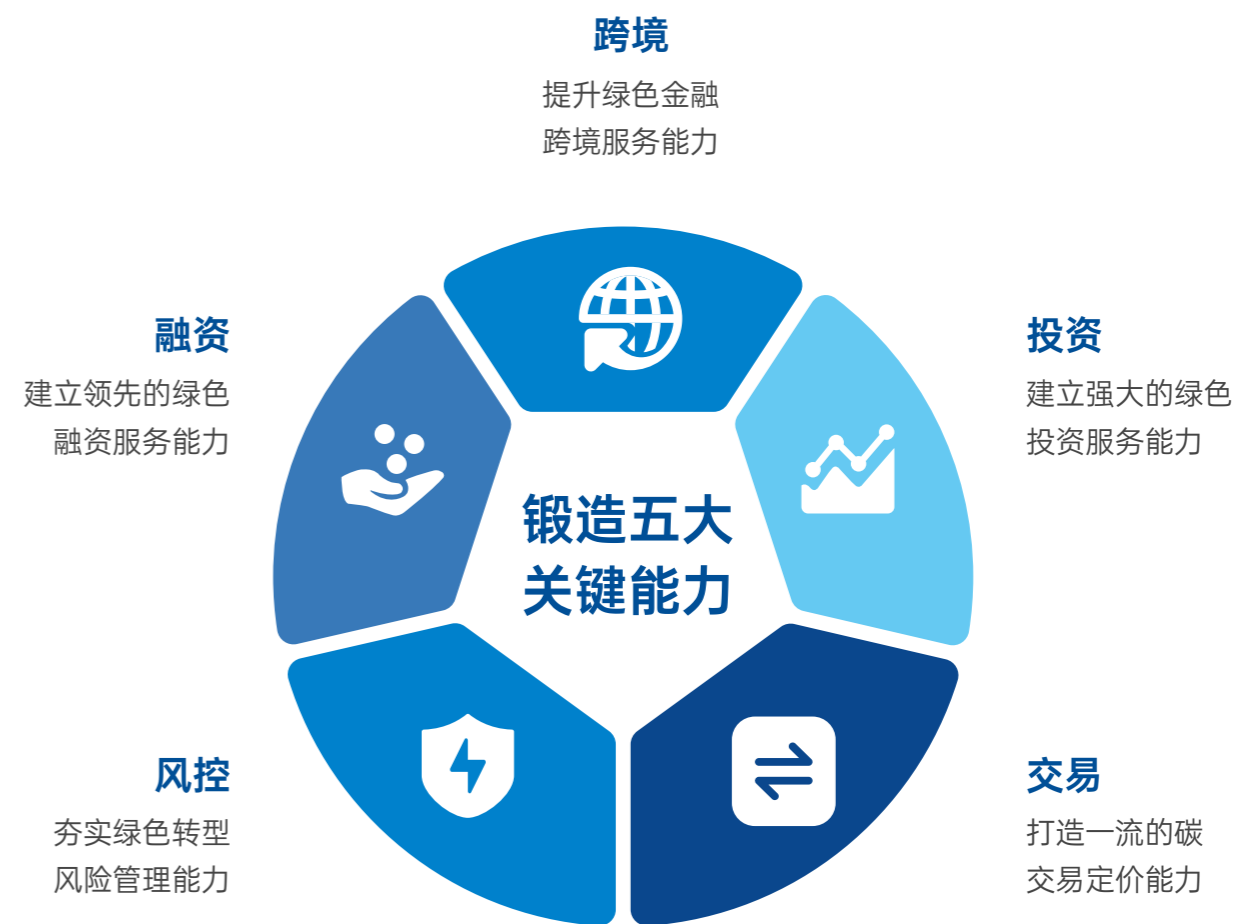 跨境
提升绿色金融
跨境服务能力
融资
建立领先的绿色
融资服务能力
投资
建立强大的绿色
投资服务能力
锻造五大
关键能力
风控
夯实绿色转型
风险管理能力
交易
打造一流的碳
交易定价能力